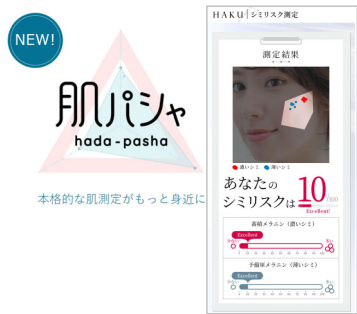 NEW!
肌パシャ
hada-pasha
本格的な肌測定がもっと身近に
HAKU シミリスク測定
測定結果
濃いシミ 薄いシミ
あなたの
シミリスクは 10 /100
Excellent!
蓄積メラニン（濃いシミ）
Excellent
少ない 多い
予備軍メラニン（薄いシミ）
Excellent
少ない 多い